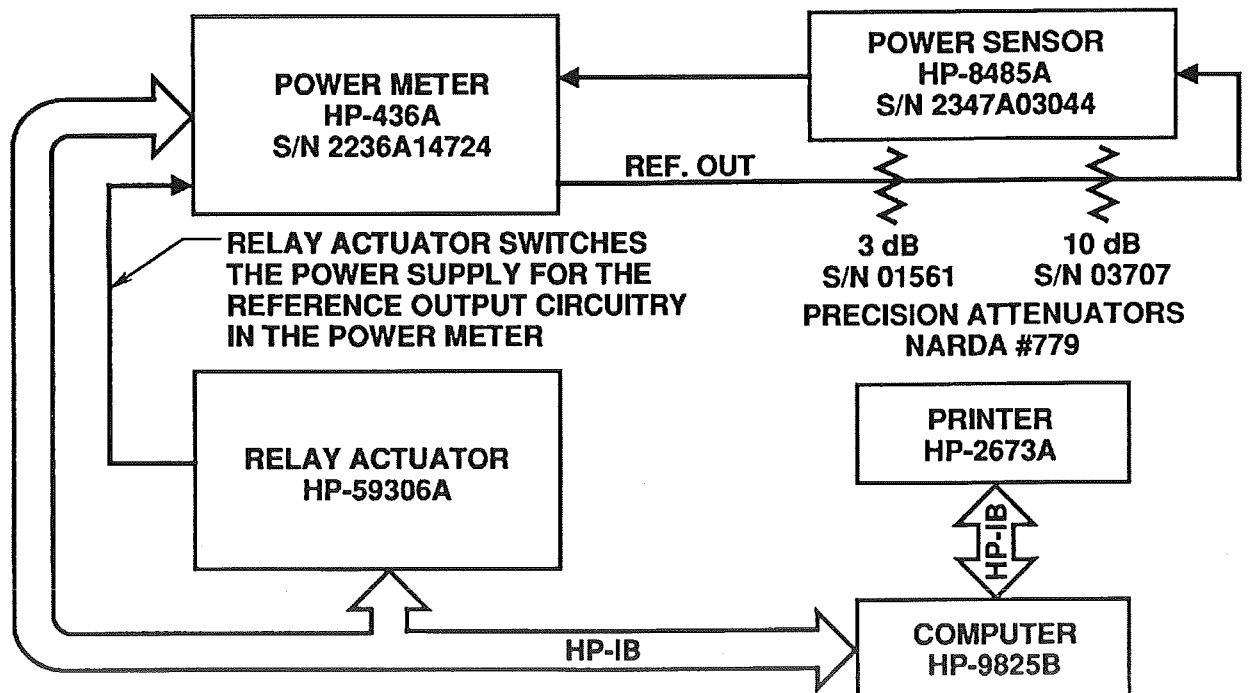 POWER METER
HP-436A
S/N 2236A14724
POWER SENSOR
HP-8485A
S/N 2347A03044
REF. OUT
3 dB
S/N 01561
10 dB
S/N 03707
PRECISION ATTENUATORS
NARDA #779
RELAY ACTUATOR SWITCHES
THE POWER SUPPLY FOR THE
REFERENCE OUTPUT CIRCUITRY
IN THE POWER METER
RELAY ACTUATOR
HP-59306A
PRINTER
HP-2673A
HP-IB
HP-IB
COMPUTER
HP-9825B